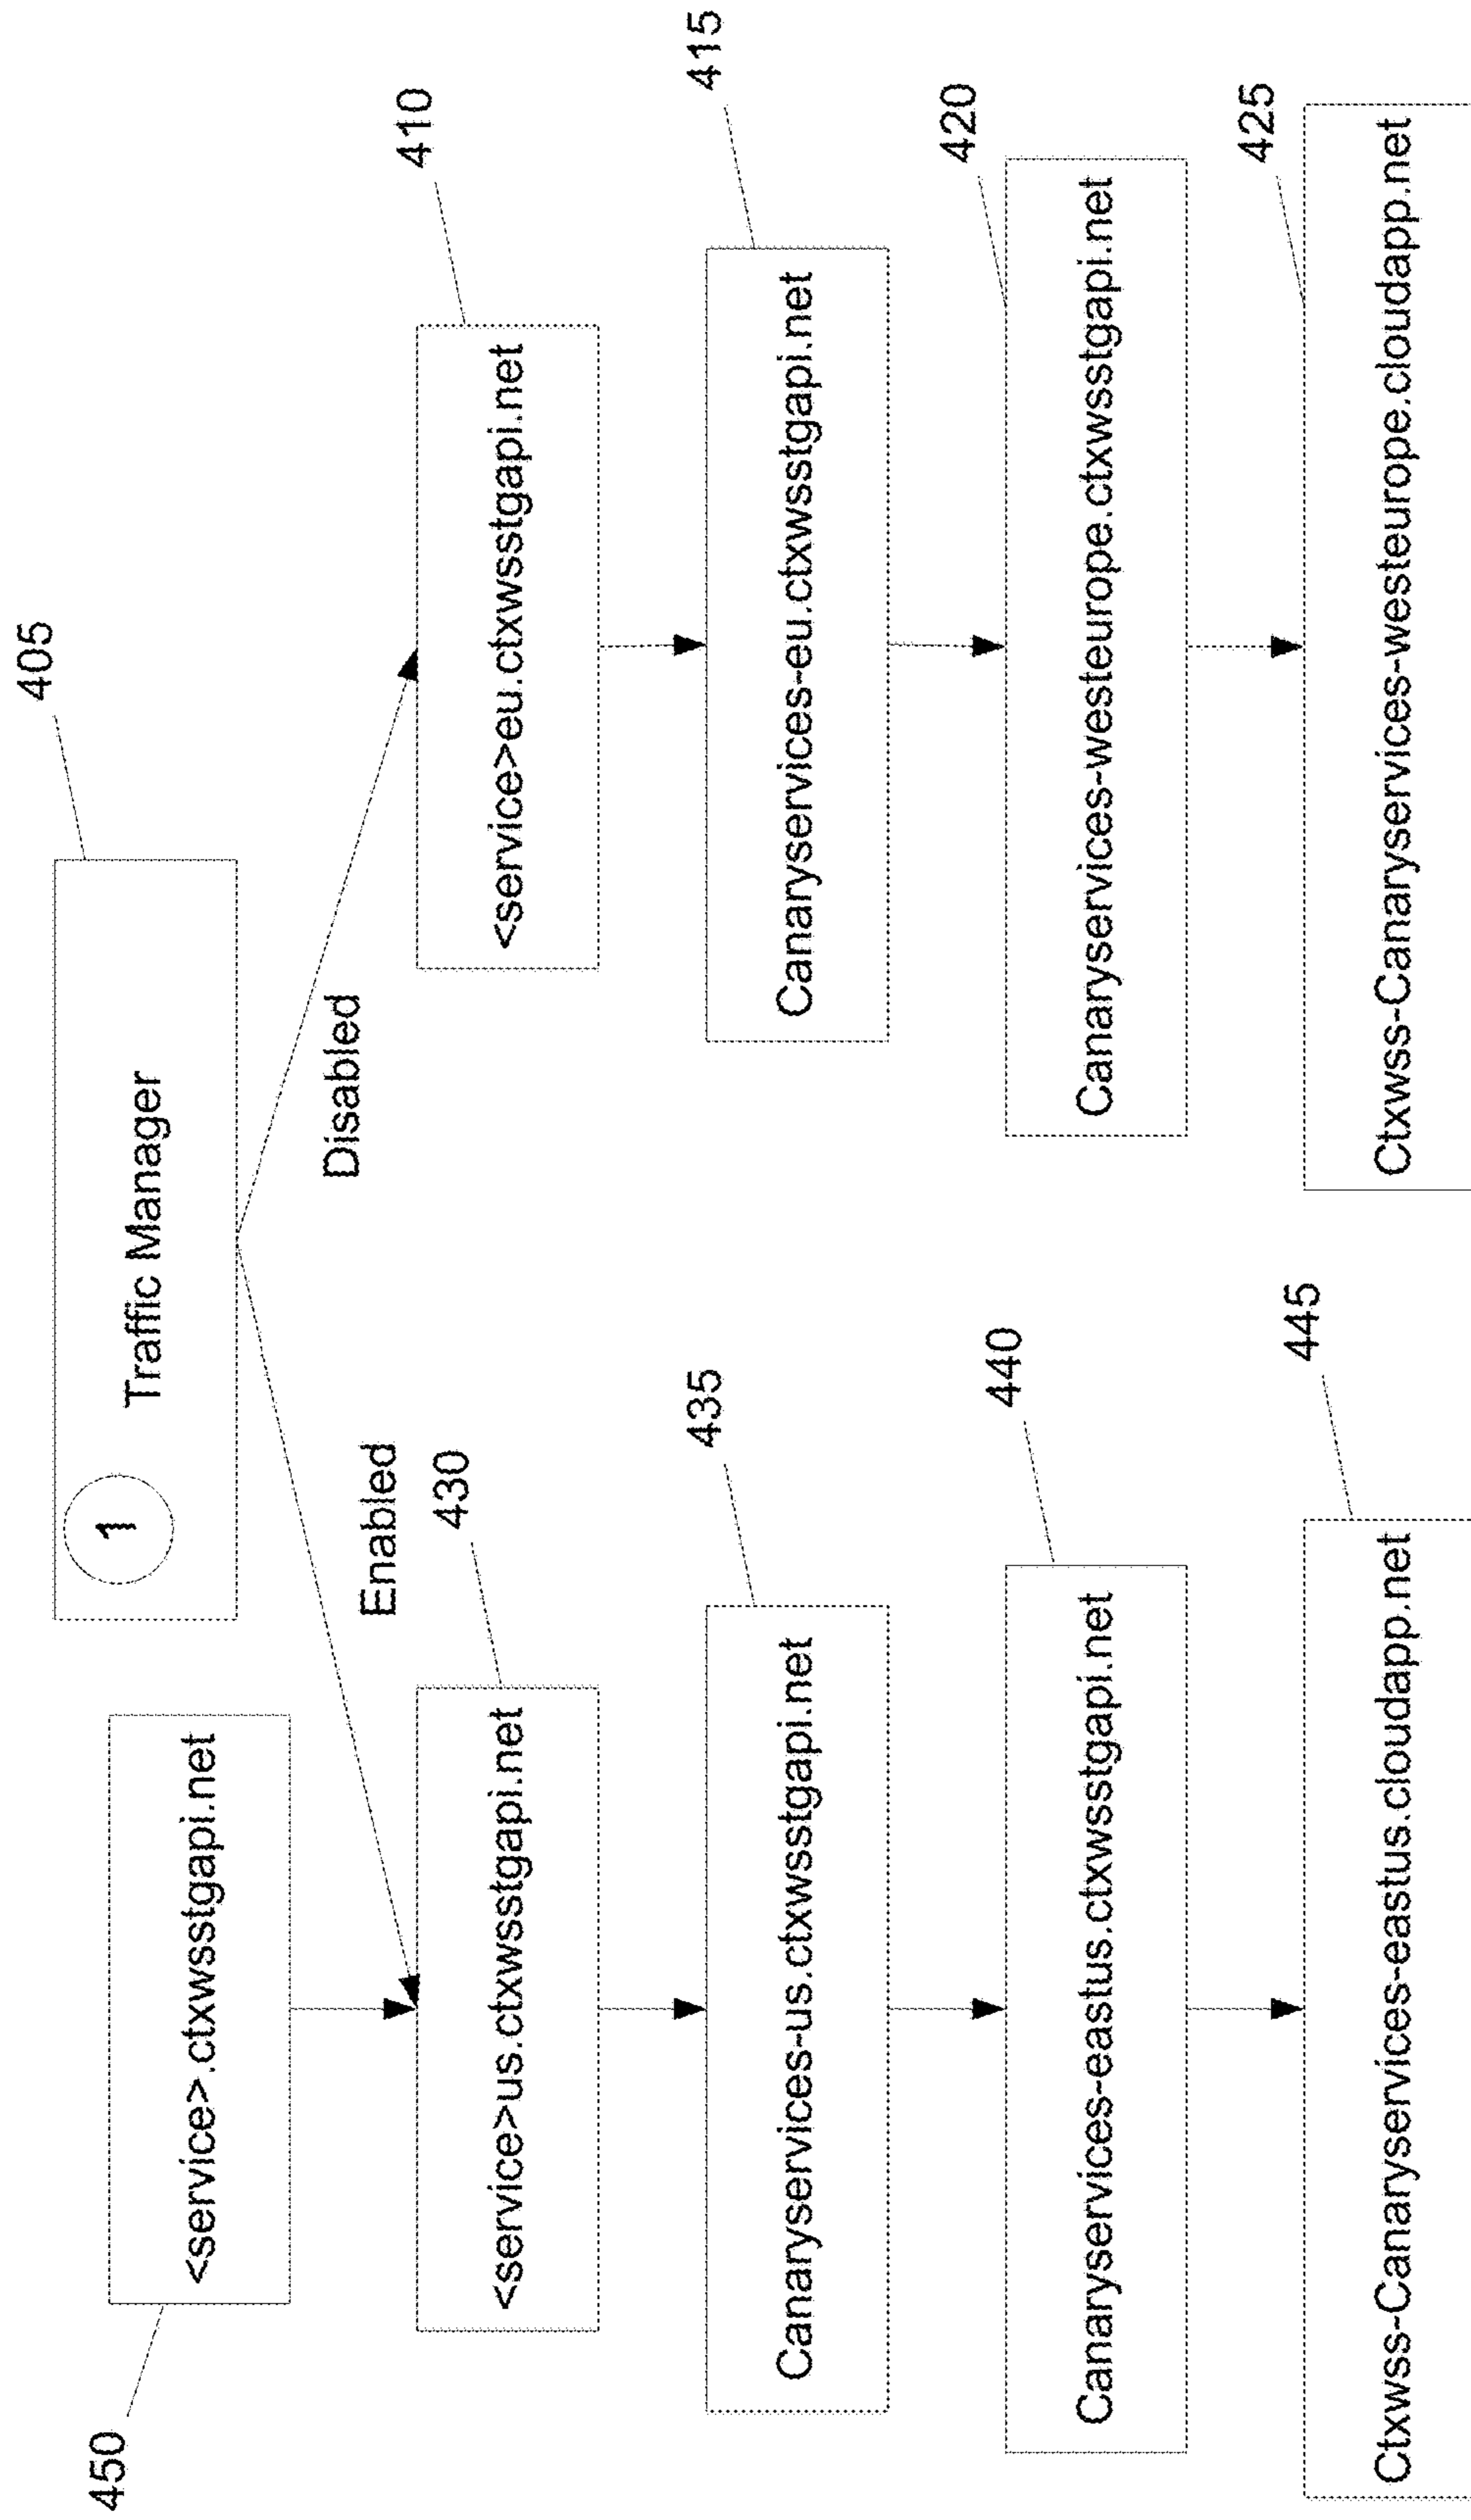 405
1
Traffic Manager
450
<service>.ctxwsstgapi.net
Enabled
Disabled
430
<service>us.ctxwsstgapi.net
410
<service>eu.ctxwsstgapi.net
435
Canaryservices-us.ctxwsstgapi.net
415
Canaryservices-eu.ctxwsstgapi.net
440
Canaryservices-eastus.ctxwsstgapi.net
420
Canaryservices-westeurope.ctxwsstgapi.net
445
Ctxwss-Canaryservices-eastus.cloudapp.net
425
Ctxwss-Canaryservices-westeurope.cloudapp.net